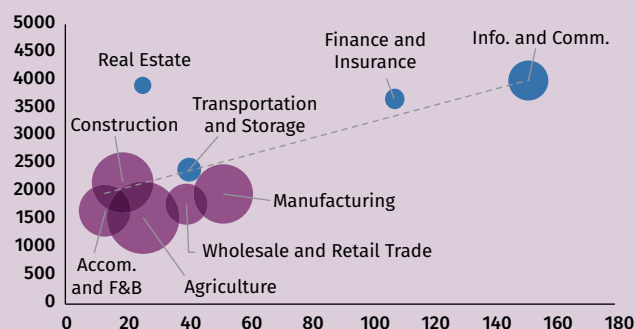 5000
4500
4000
3500
3000
2500
2000
1500
1000
500
0
Real Estate
Finance and
Insurance
Info. and Comm.
Transportation
and Storage
Construction
Manufacturing
Wholesale and Retail Trade
Accom.
and F&B
Agriculture
0 20 40 60 80 100 120 140 160 180